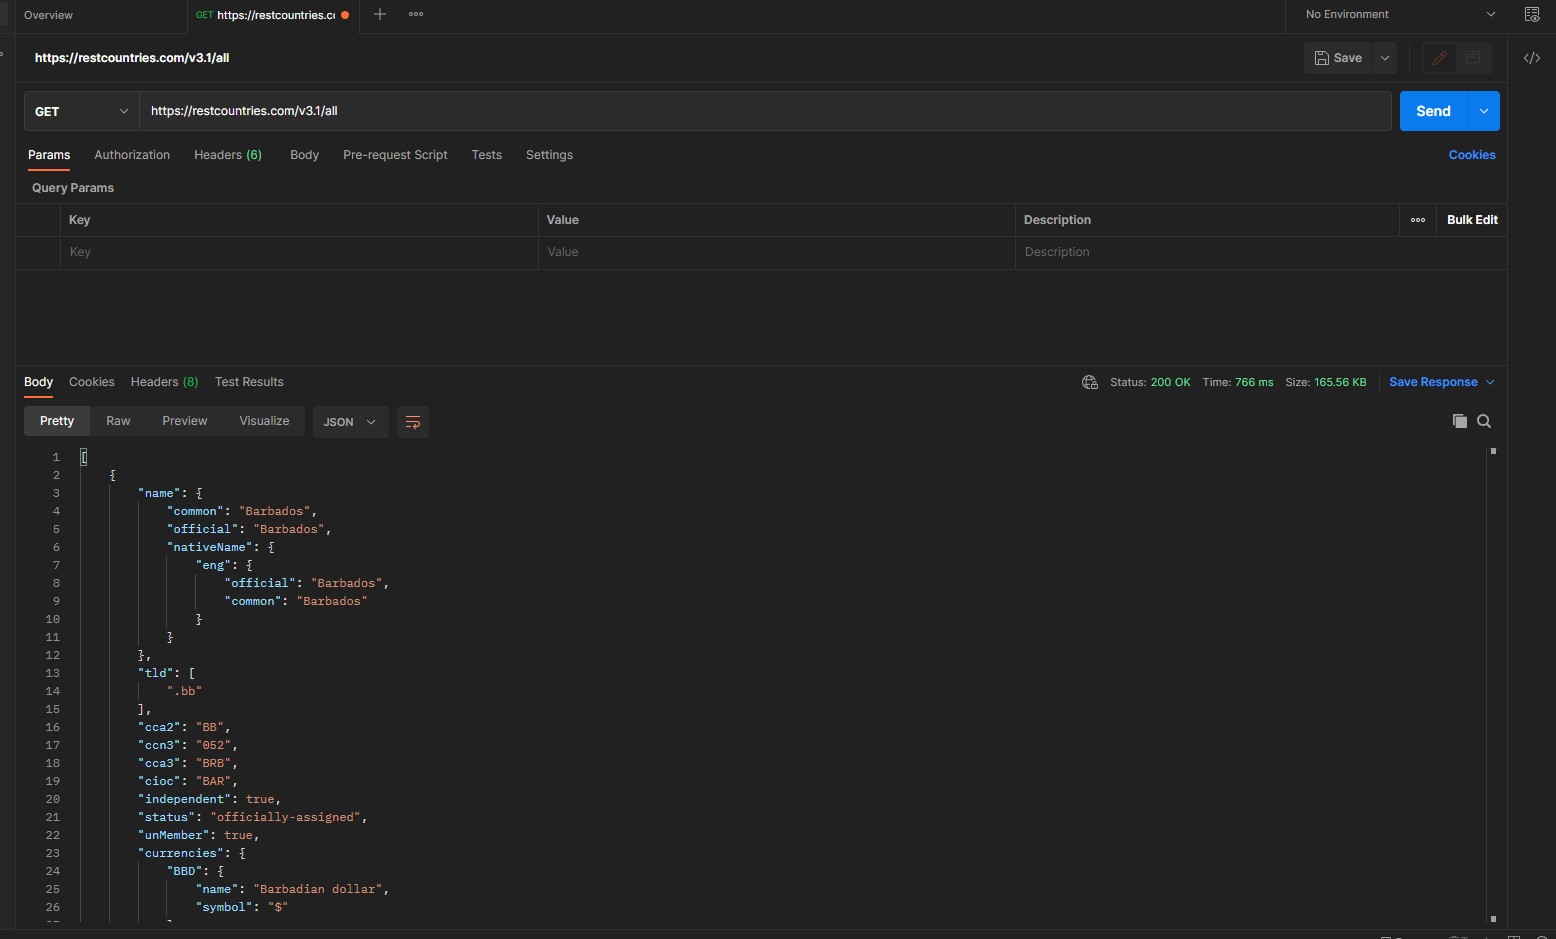 Overview
GET https://restcountries.c
No Environment
https://restcountries.com/v3.1/all
Save
GET
https://restcountries.com/v3.1/all
Send
Params Authorization Headers (6) Body Pre-request Script Tests Settings Cookies
Query Params
Key Value Description Bulk Edit
Key Value Description
Body Cookies Headers (8) Test Results Status: 200 OK Time: 766 ms Size: 165.56 KB Save Response
Pretty Raw Preview Visualize JSON
1 [
2 {
3 "name": {
4 "common": "Barbados",
5 "official": "Barbados",
6 "nativeName": {
7 "eng": {
8 "official": "Barbados",
9 "common": "Barbados"
10 }
11 }
12 },
13 "tld": [
14 ".bb"
15 ],
16 "cca2": "BB",
17 "ccn3": "052",
18 "cca3": "BRB",
19 "cioc": "BAR",
20 "independent": true,
21 "status": "officially-assigned",
22 "unMember": true,
23 "currencies": {
24 "BBD": {
25 "name": "Barbadian dollar",
26 "symbol": "$"